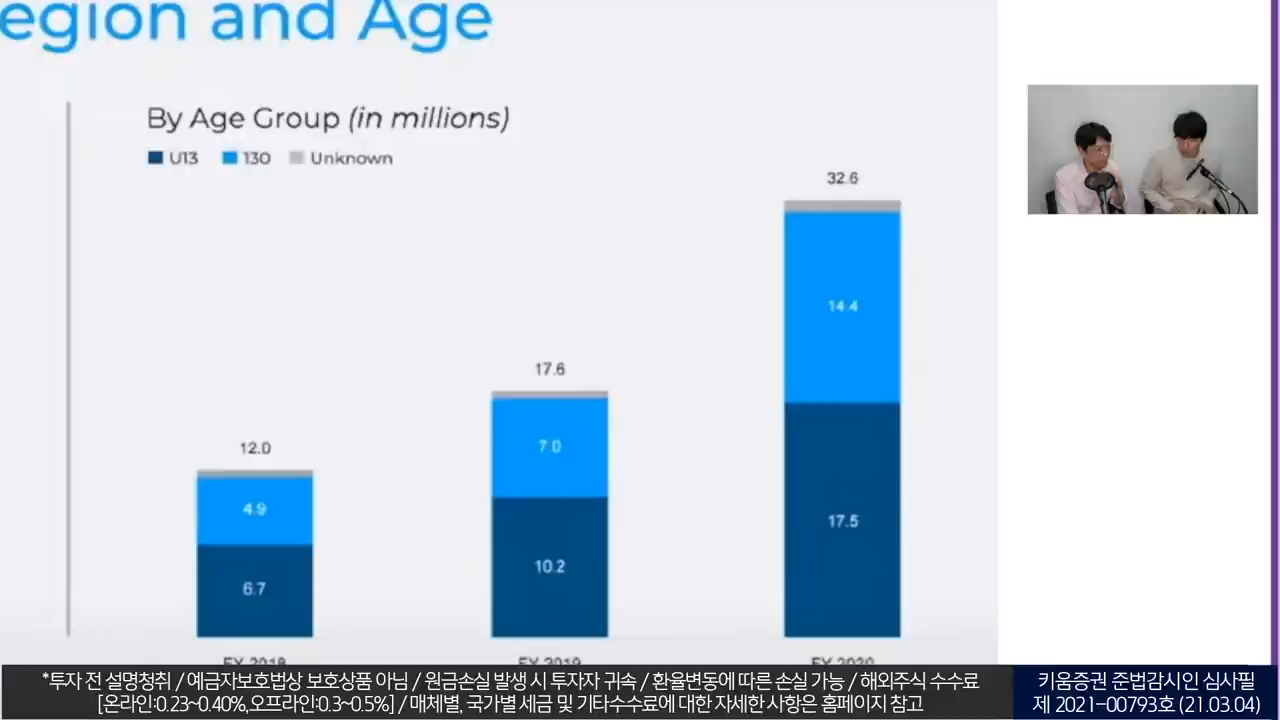 egion and Age
By Age Group (in millions)
U13 130 Unknown
32.6
14.4
17.6
7.0
12.0
4.9
17.5
10.2
6.7
FY 2018 FY 2019 FY 2020
*투자 전 설명청취 / 예금자보호법상 보호상품 아님 / 원금손실 발생 시 투자자 귀속 / 환율변동에 따른 손실 가능 / 해외주식 수수료
[온라인:0.23~0.40%,오프라인:0.3~0.5%] / 매체별, 국가별 세금 및 기타수수료에 대한 자세한 사항은 홈페이지 참고
키움증권 준법감시인 심사필
제 2021-00793호 (21.03.04)